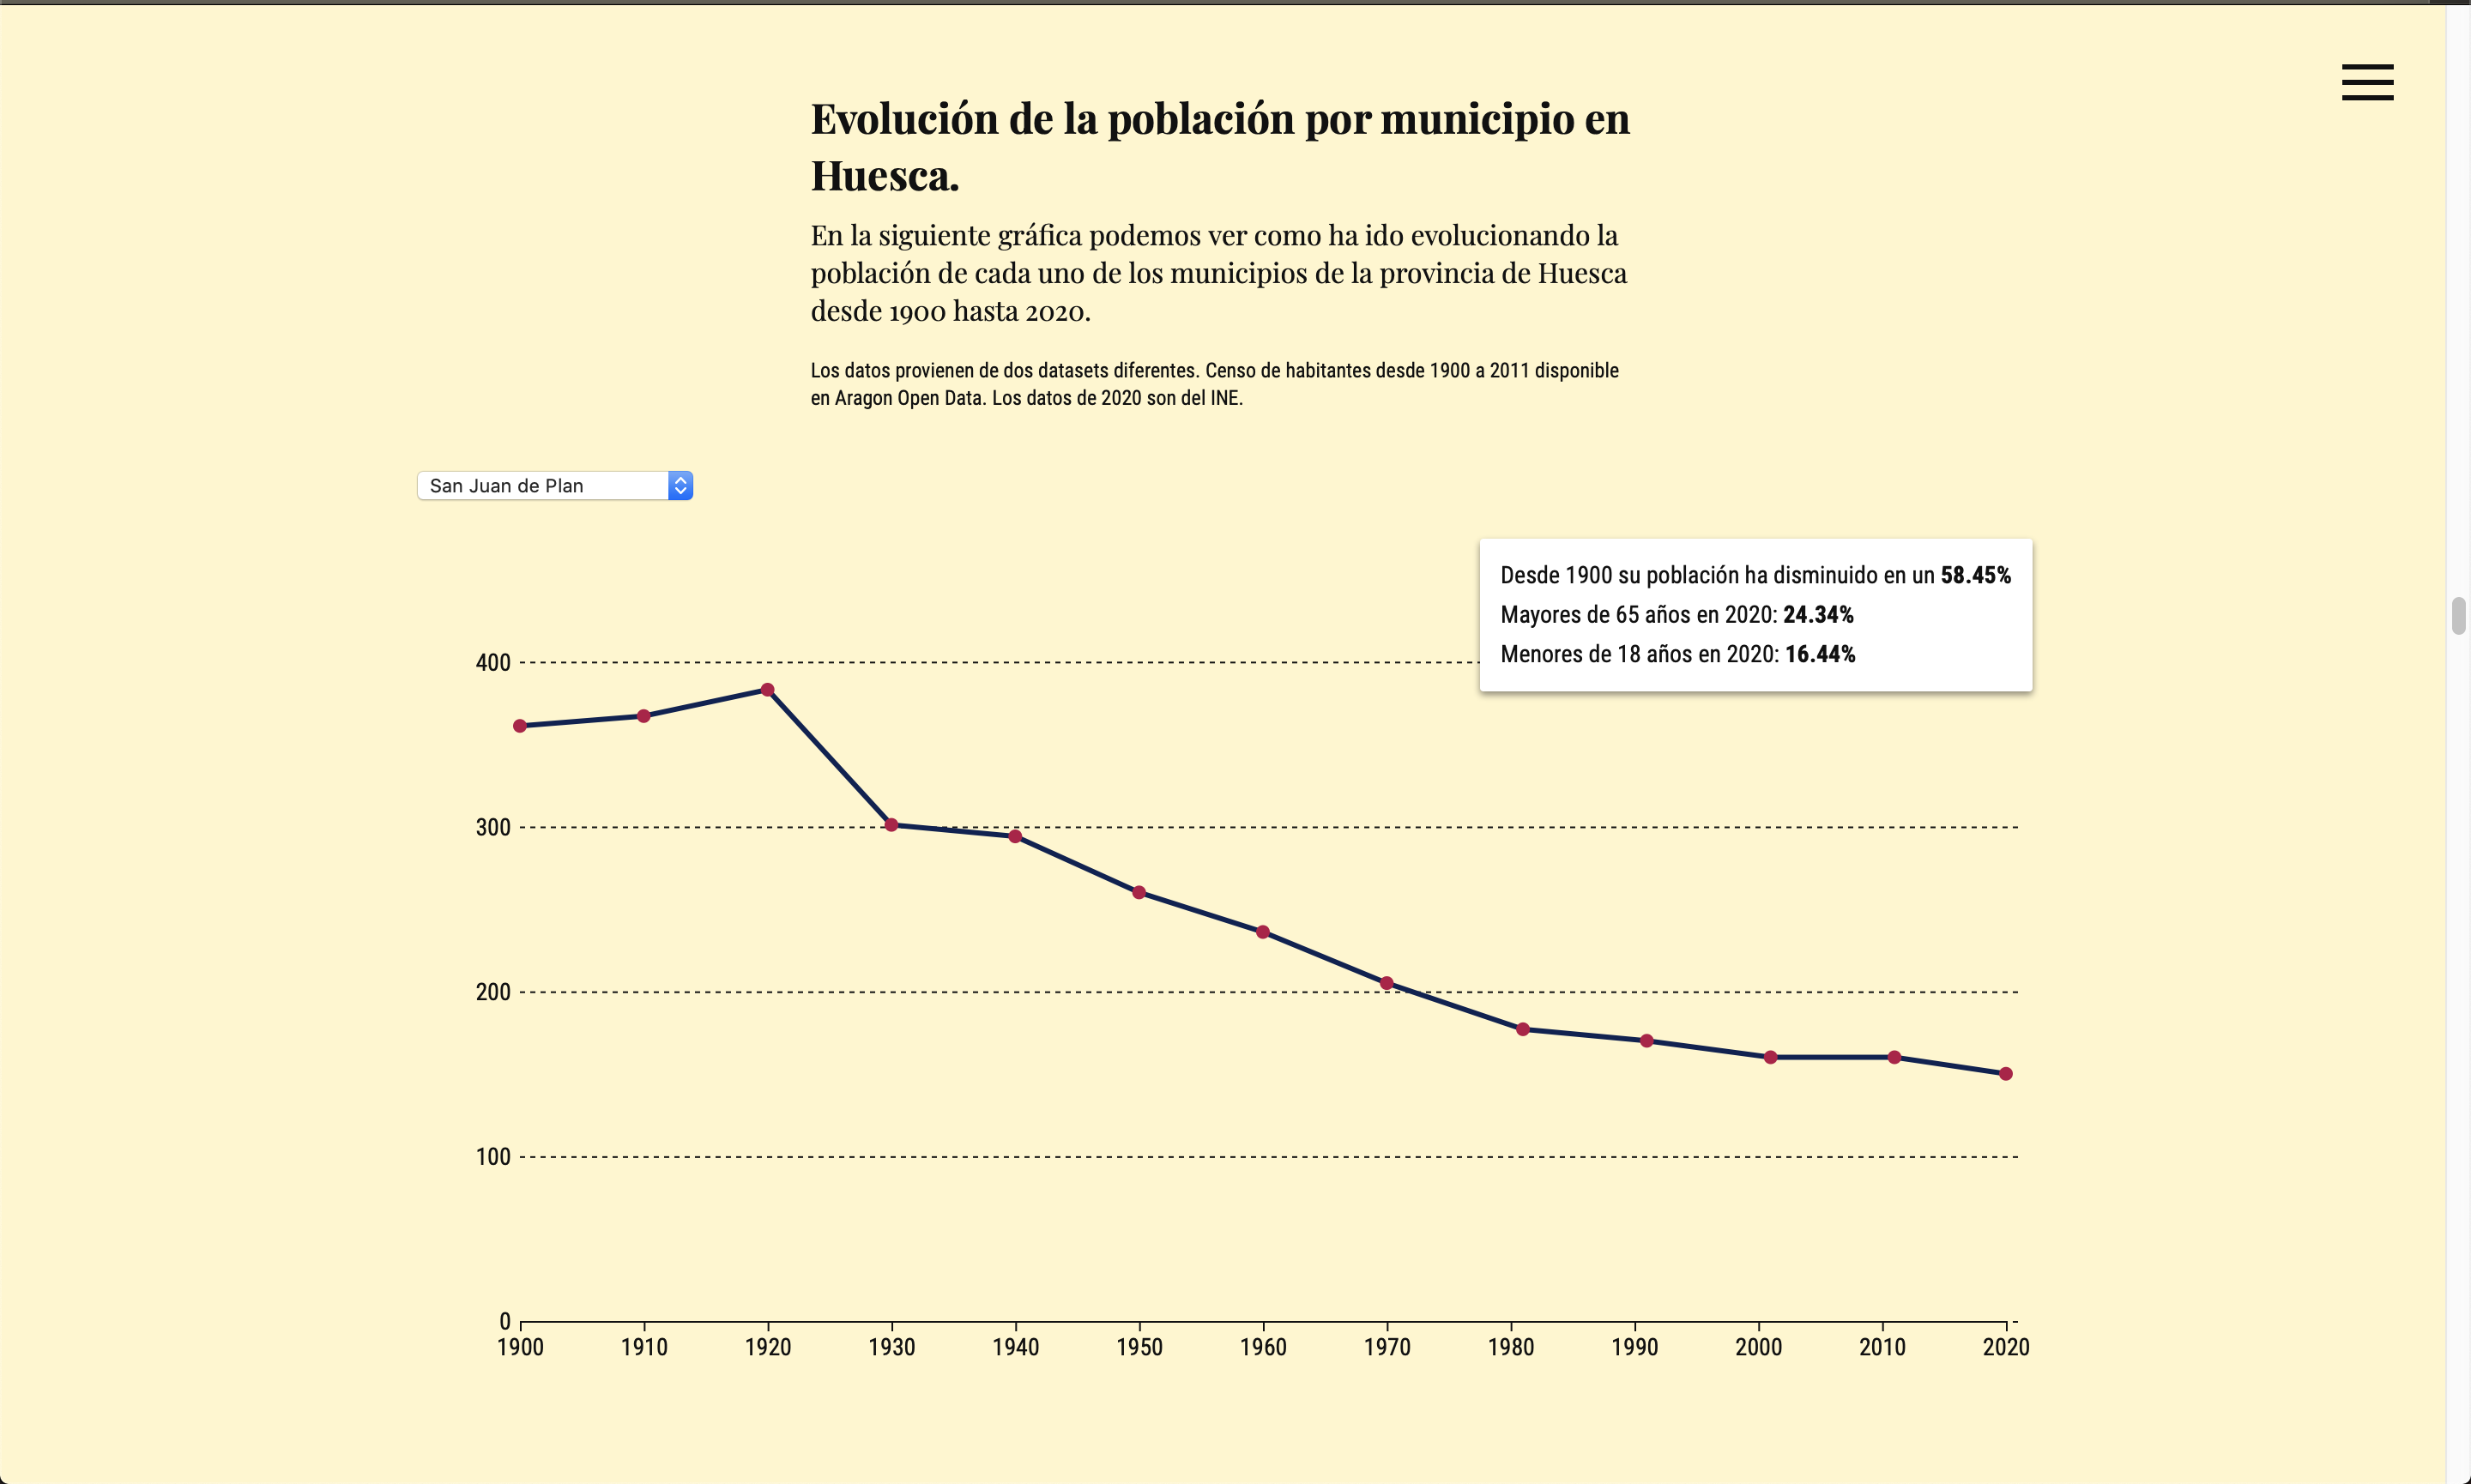 Evolución de la población por municipio en
Huesca.
En la siguiente gráfica podemos ver como ha ido evolucionando la
población de cada uno de los municipios de la provincia de Huesca
desde 1900 hasta 2020.
Los datos provienen de dos datasets diferentes. Censo de habitantes desde 1900 a 2011 disponible
en Aragon Open Data. Los datos de 2020 son del INE.
San Juan de Plan
Desde 1900 su población ha disminuido en un 58.45%
Mayores de 65 años en 2020: 24.34%
Menores de 18 años en 2020: 16.44%
400
300
200
100
0
1900 1910 1920 1930 1940 1950 1960 1970 1980 1990 2000 2010 2020